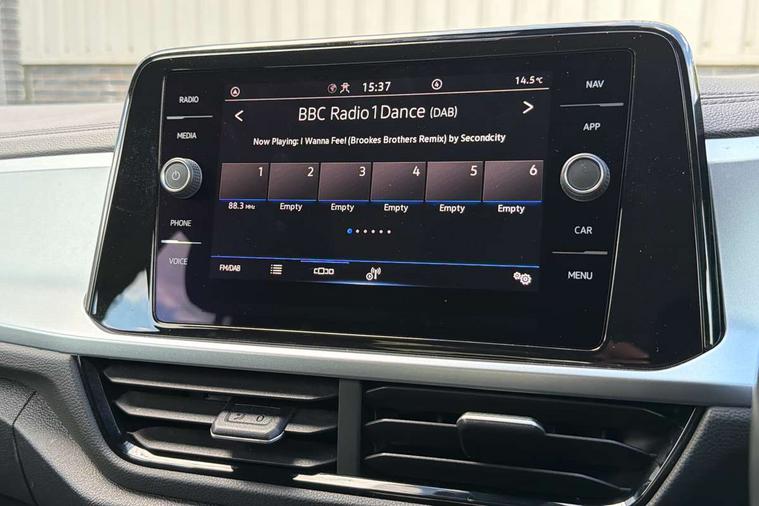 RADIO
MEDIA
PHONE
VOICE
15:37
14.5°C
BBC Radio 1 Dance (DAB)
Now Playing: I Wanna Feel (Brookes Brothers Remix) by Secondcity
1 2 3 4 5 6
88.3 MHz Empty Empty Empty Empty Empty
FM/DAB
NAV
APP
CAR
MENU